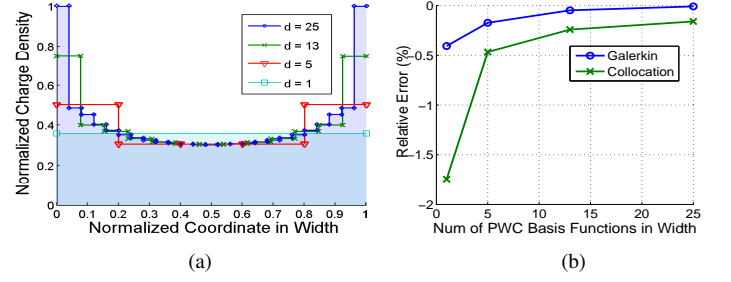 Normalized Charge Density
1
0.8
0.6
0.4
0.2
0
d = 25
d = 13
d = 5
d = 1
0 0.1 0.2 0.3 0.4 0.5 0.6 0.7 0.8 0.9 1
Normalized Coordinate in Width
(a)
Relative Error (%)
0
−0.5
−1
−1.5
−2
Galerkin
Collocation
0 5 10 15 20 25
Num of PWC Basis Functions in Width
(b)